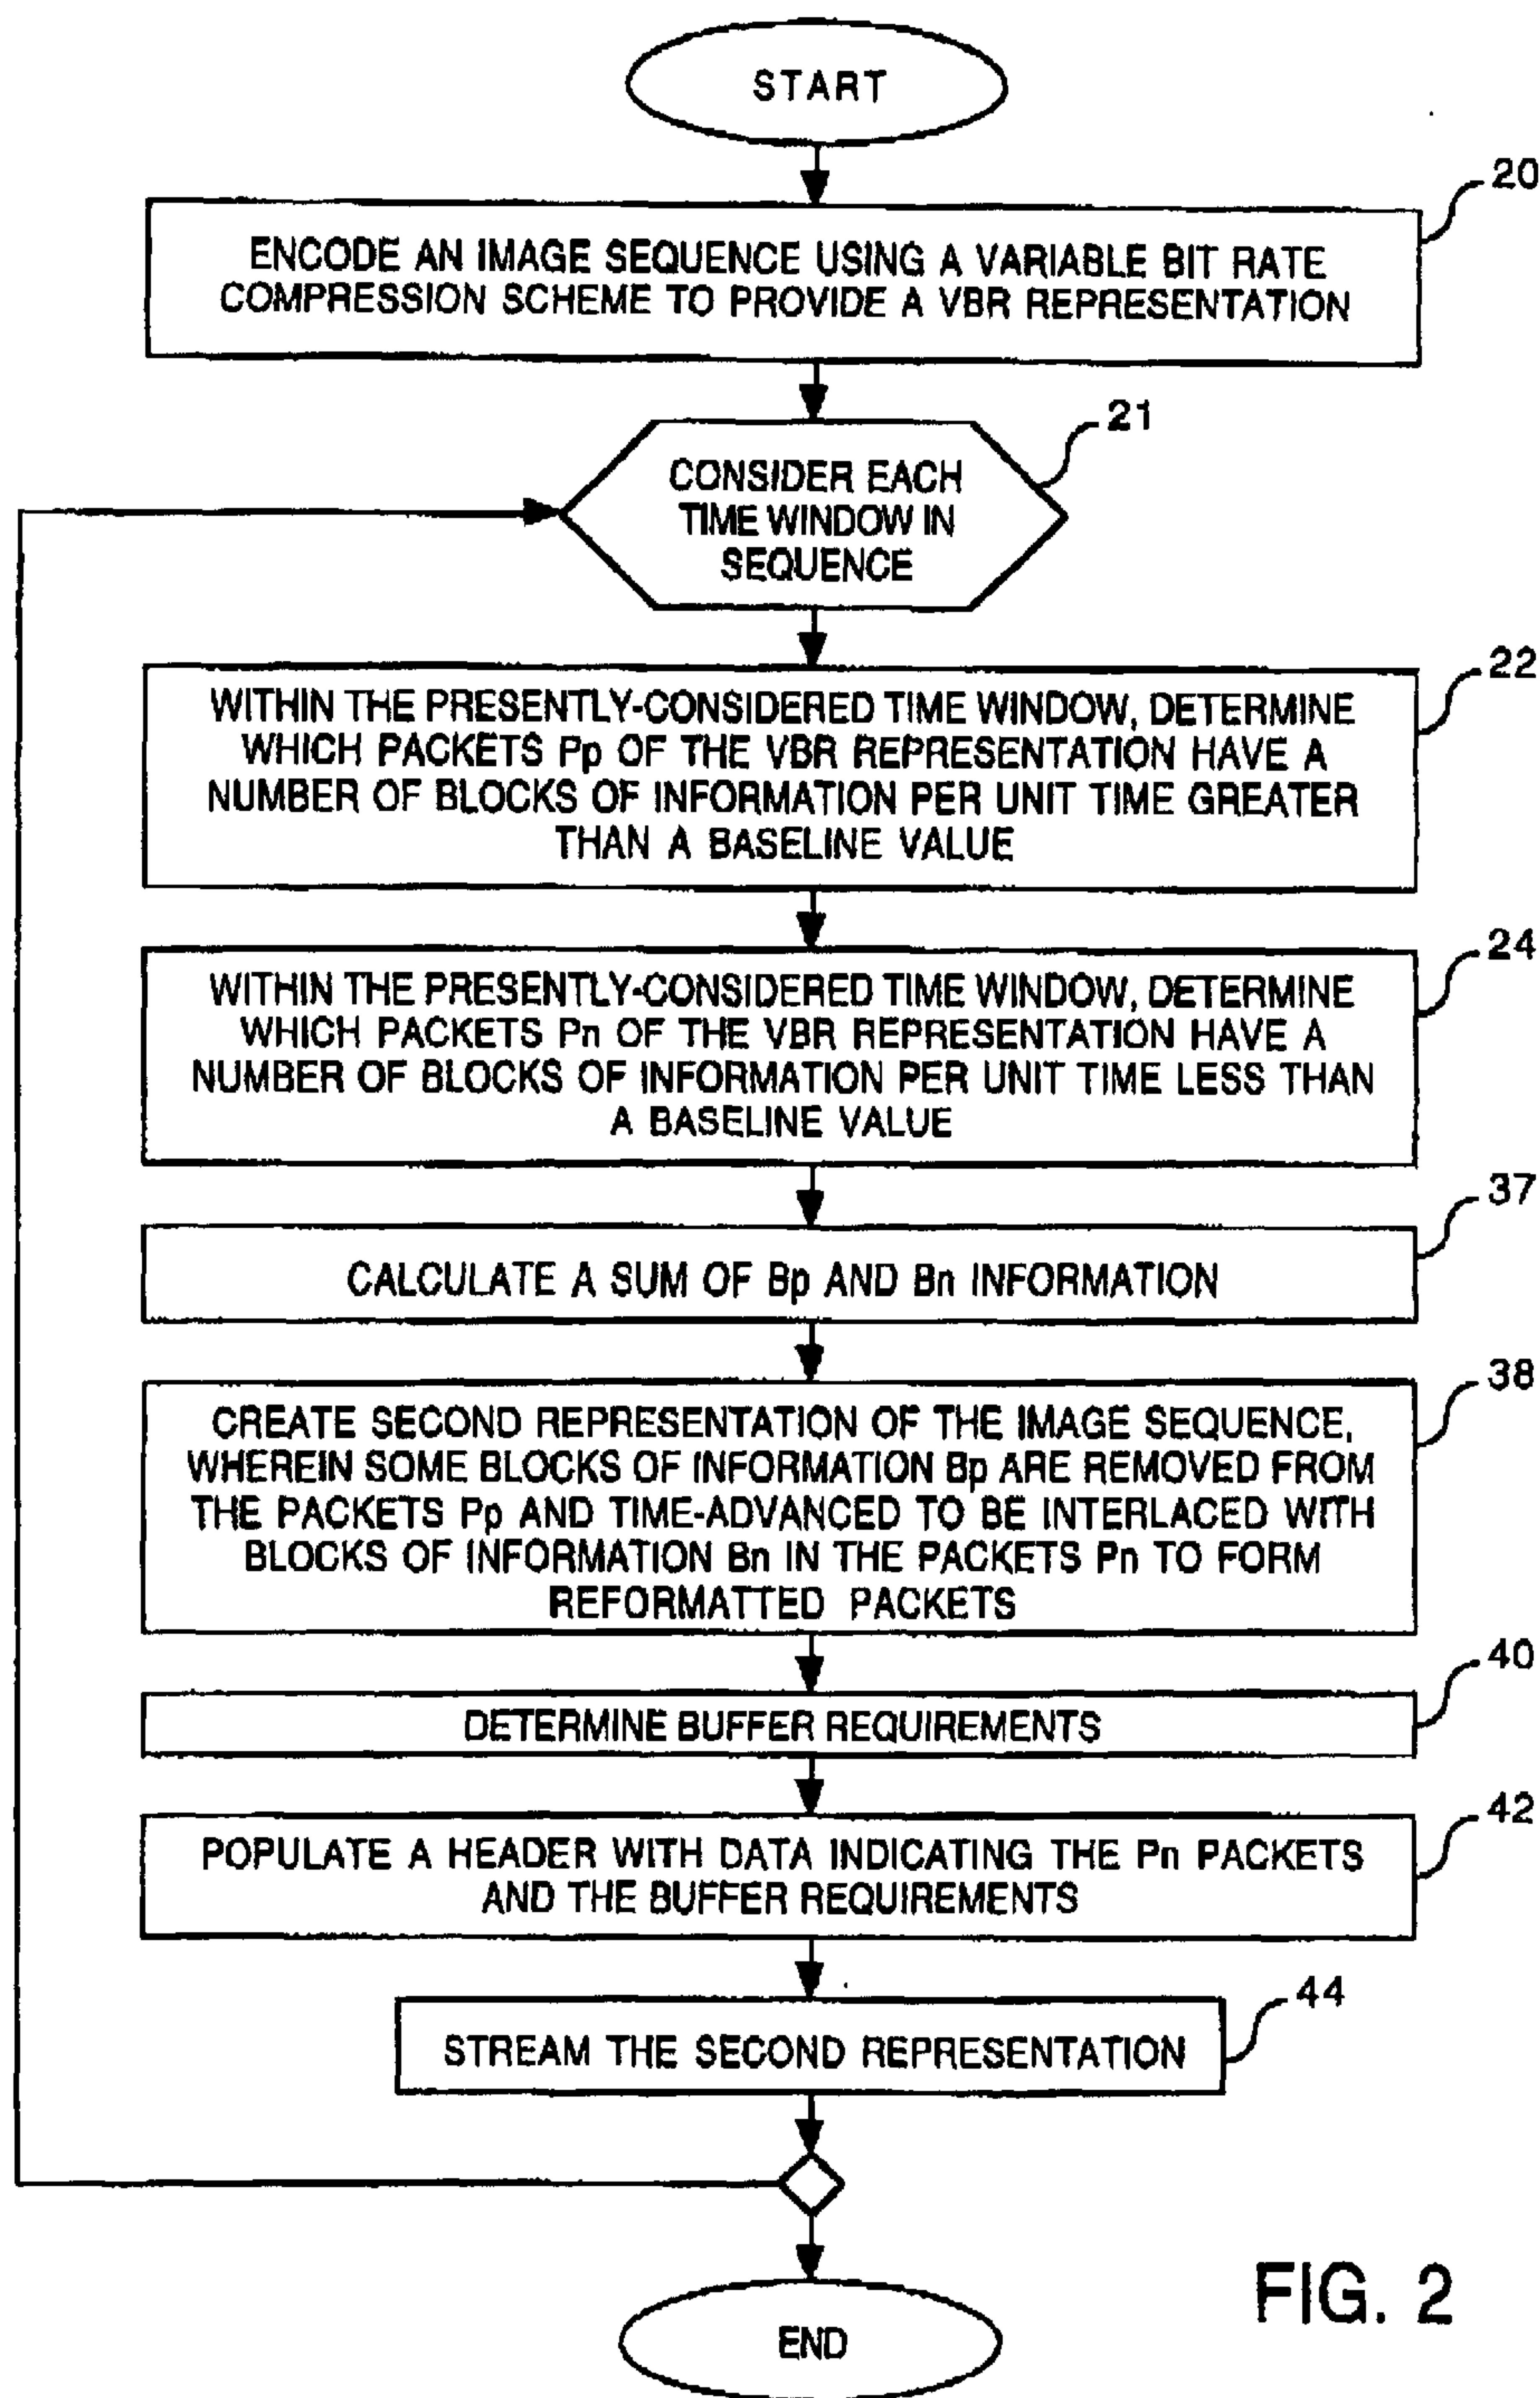 START
20
ENCODE AN IMAGE SEQUENCE USING A VARIABLE BIT RATE
COMPRESSION SCHEME TO PROVIDE A VBR REPRESENTATION
21
CONSIDER EACH
TIME WINDOW IN
SEQUENCE
22
WITHIN THE PRESENTLY-CONSIDERED TIME WINDOW, DETERMINE
WHICH PACKETS Pp OF THE VBR REPRESENTATION HAVE A
NUMBER OF BLOCKS OF INFORMATION PER UNIT TIME GREATER
THAN A BASELINE VALUE
24
WITHIN THE PRESENTLY-CONSIDERED TIME WINDOW, DETERMINE
WHICH PACKETS Pn OF THE VBR REPRESENTATION HAVE A
NUMBER OF BLOCKS OF INFORMATION PER UNIT TIME LESS THAN
A BASELINE VALUE
37
CALCULATE A SUM OF Bp AND Bn INFORMATION
38
CREATE SECOND REPRESENTATION OF THE IMAGE SEQUENCE,
WHEREIN SOME BLOCKS OF INFORMATION Bp ARE REMOVED FROM
THE PACKETS Pp AND TIME-ADVANCED TO BE INTERLACED WITH
BLOCKS OF INFORMATION Bn IN THE PACKETS Pn TO FORM
REFORMATTED PACKETS
40
DETERMINE BUFFER REQUIREMENTS
42
POPULATE A HEADER WITH DATA INDICATING THE Pn PACKETS
AND THE BUFFER REQUIREMENTS
44
STREAM THE SECOND REPRESENTATION
END
FIG. 2